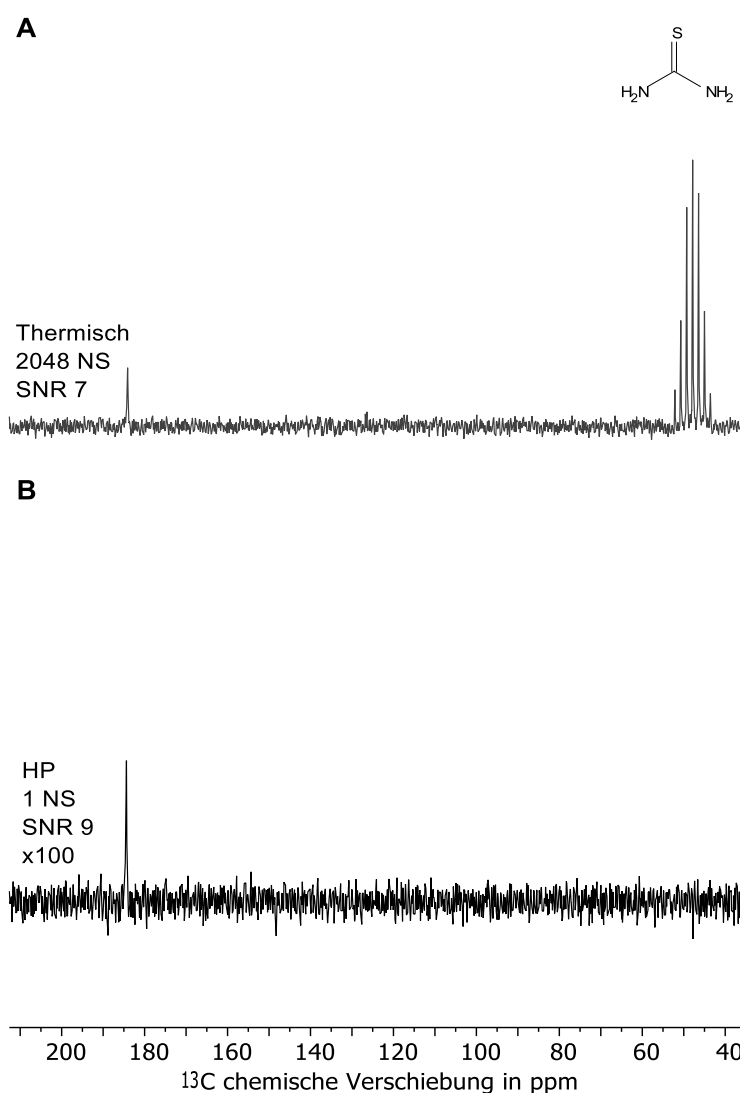 A
S
H₂N NH₂
Thermisch
2048 NS
SNR 7
B
HP
1 NS
SNR 9
x100
200 180 160 140 120 100 80 60 40
¹³C chemische Verschiebung in ppm